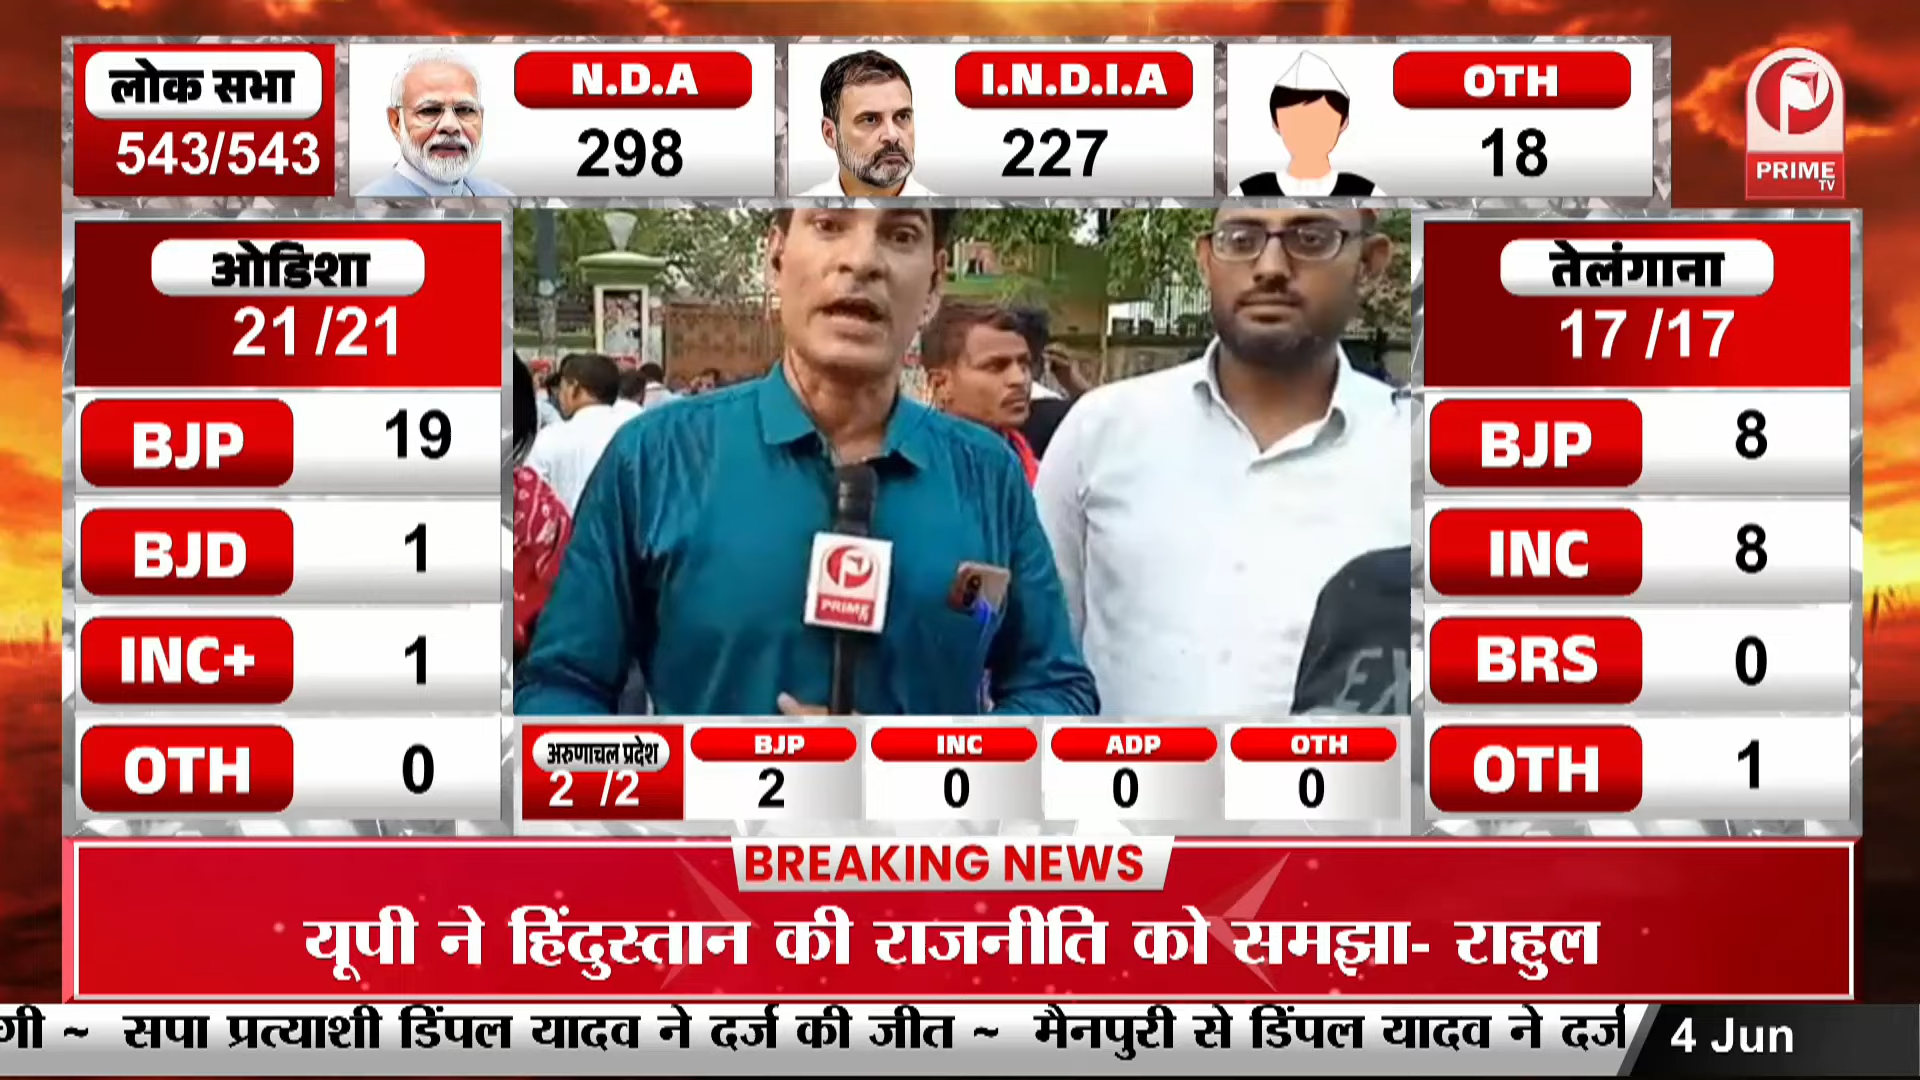 लोक सभा
543/543
N.D.A
298
I.N.D.I.A
227
OTH
18
PRIME
TV
ओडिशा
21 /21
BJP 19
BJD 1
INC+ 1
OTH 0
PRIME
TV
तेलंगाना
17 /17
BJP 8
INC 8
BRS 0
OTH 1
अरुणाचल प्रदेश
2 /2
BJP
2
INC
0
ADP
0
OTH
0
BREAKING NEWS
यूपी ने हिंदुस्तान की राजनीति को समझा- राहुल
गी ~ सपा प्रत्याशी डिंपल यादव ने दर्ज की जीत ~ मैनपुरी से डिंपल यादव ने दर्ज
4 Jun